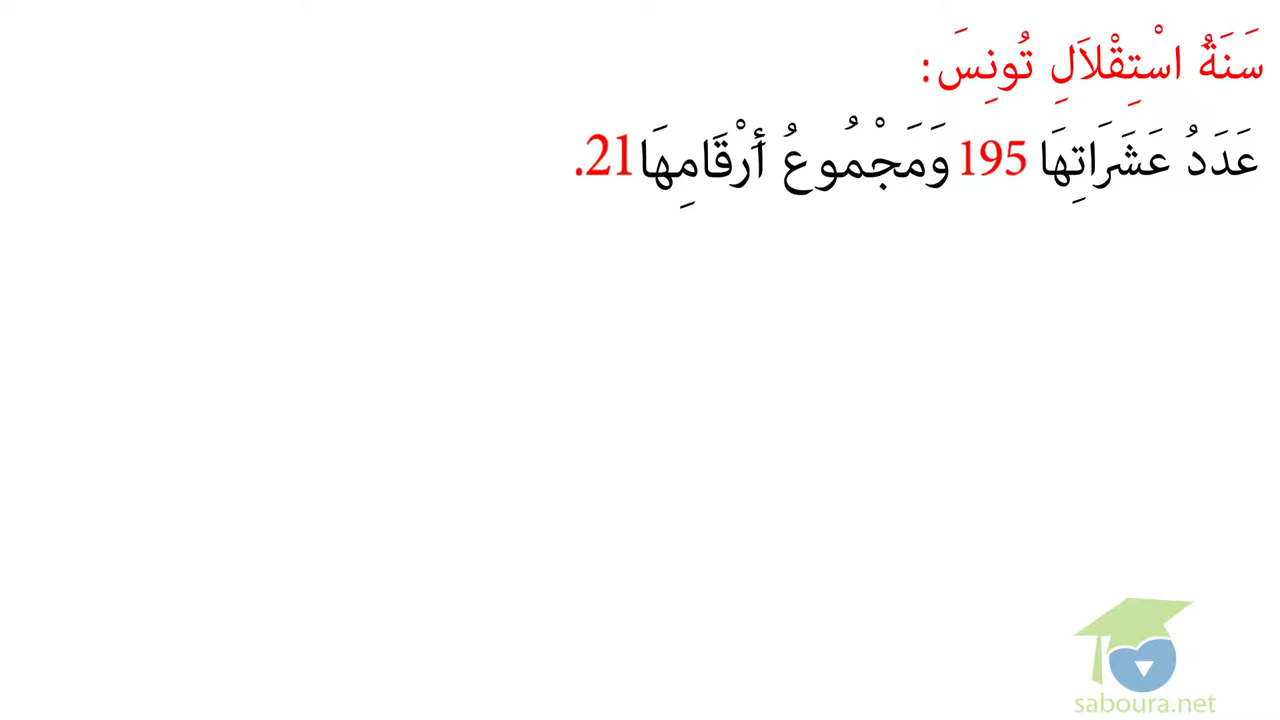 سَنَةُ اسْتِقْلاَلِ تُونِسَ:
عَدَدُ عَشَرَاتِهَا 195 وَمَجْمُوعُ أَرْقَامِهَا 21.
saboura.net